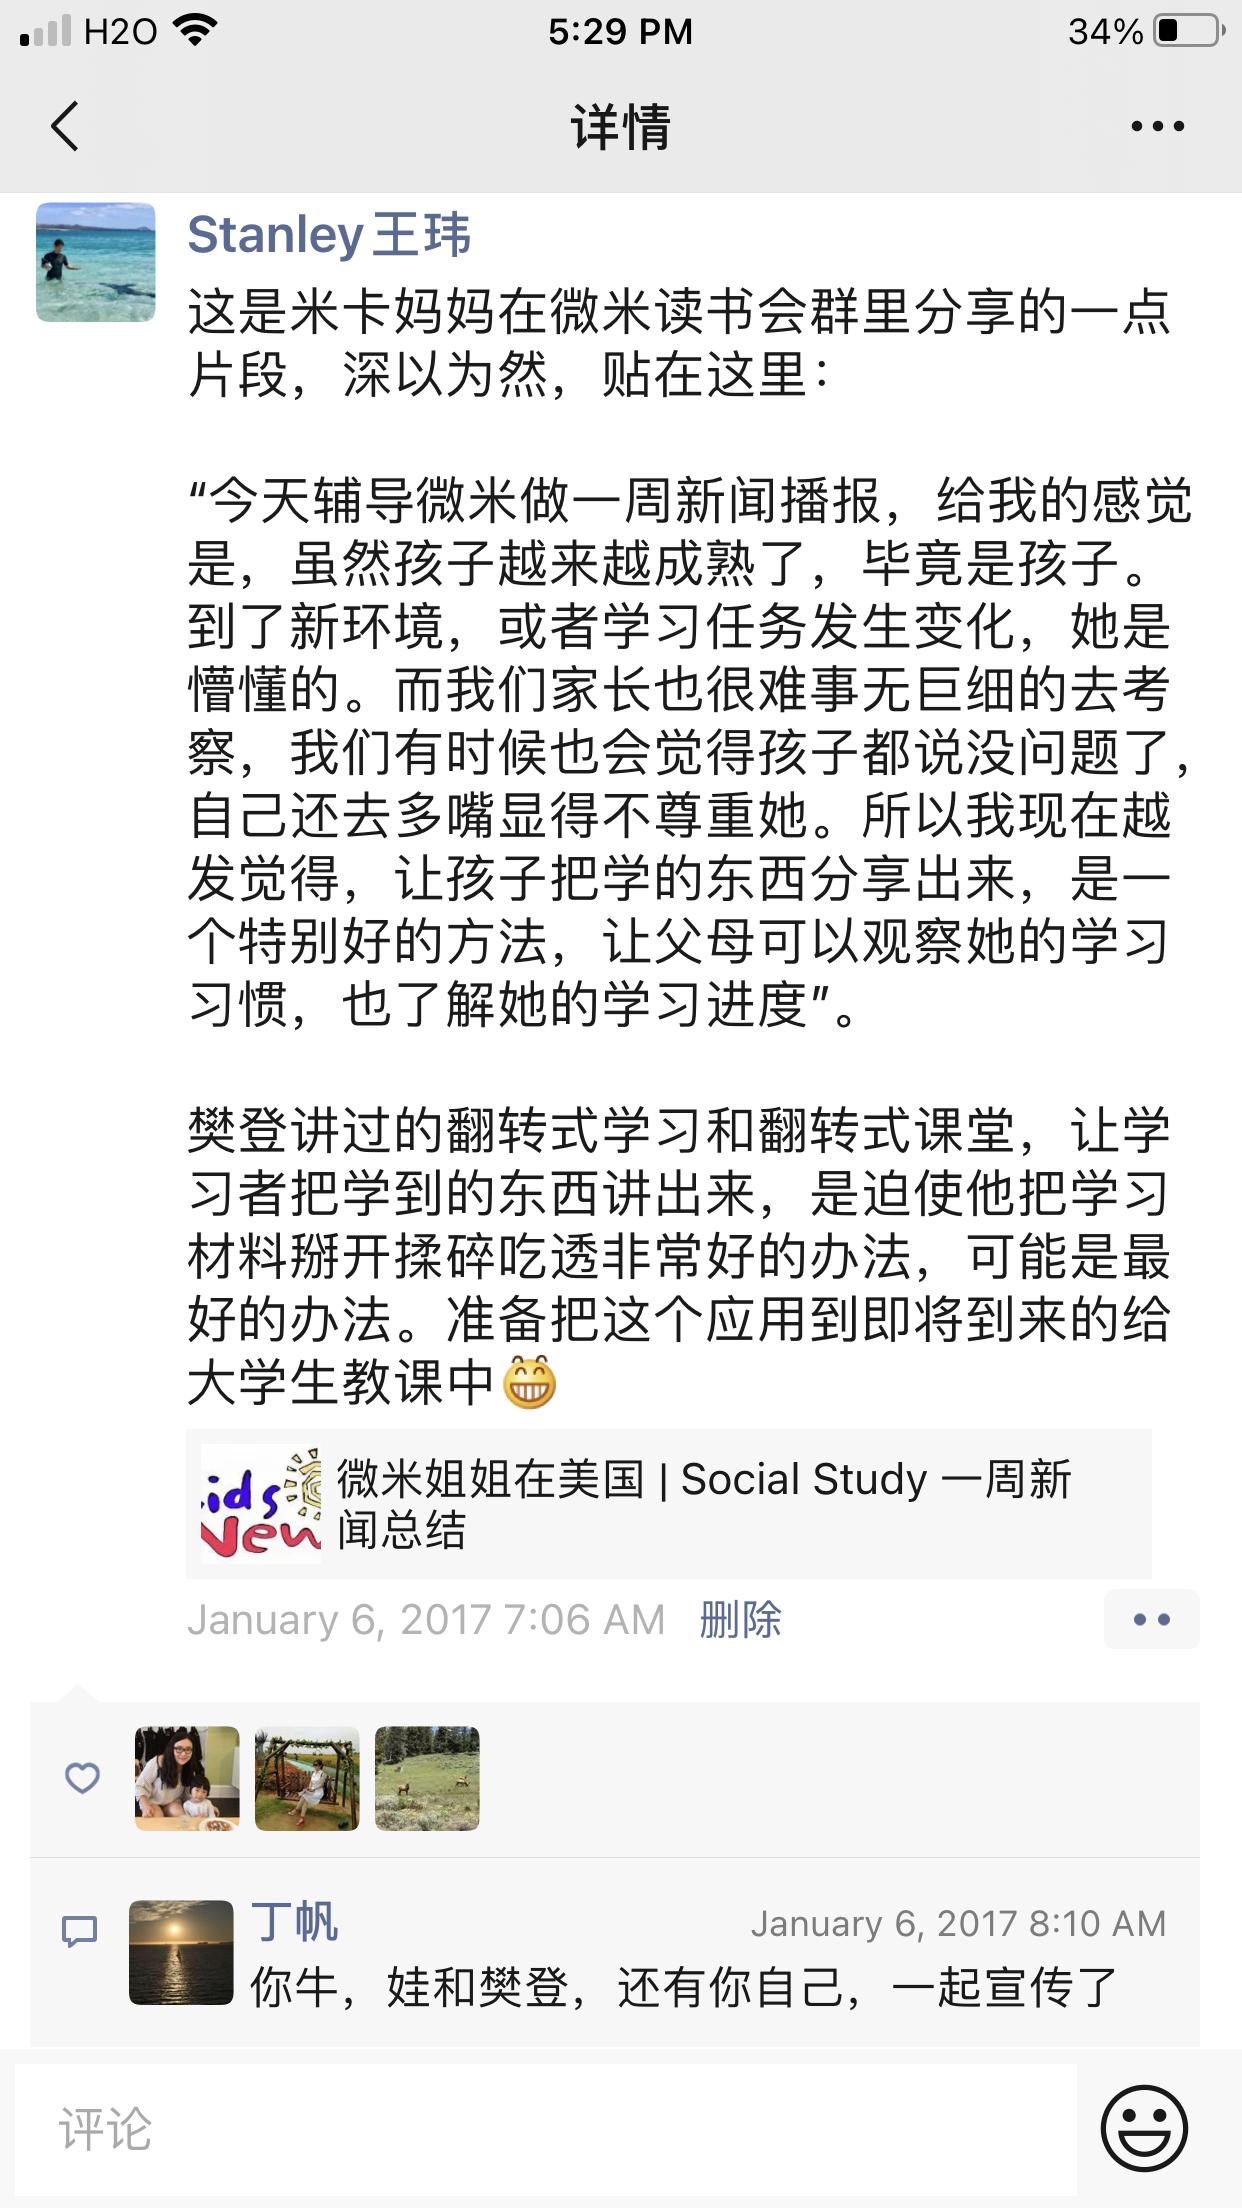 H2O
5:29 PM
34%
详情
Stanley王玮
这是米卡妈妈在微米读书会群里分享的一点
片段，深以为然，贴在这里：
“今天辅导微米做一周新闻播报，给我的感觉
是，虽然孩子越来越成熟了，毕竟是孩子。
到了新环境，或者学习任务发生变化，她是
懵懂的。而我们家长也很难事无巨细的去考
察，我们有时候也会觉得孩子都说没问题了，
自己还去多嘴显得不尊重她。所以我现在越
发觉得，让孩子把学的东西分享出来，是一
个特别好的方法，让父母可以观察她的学习
习惯，也了解她的学习进度”。
樊登讲过的翻转式学习和翻转式课堂，让学
习者把学到的东西讲出来，是迫使他把学习
材料掰开揉碎吃透非常好的办法，可能是最
好的办法。准备把这个应用到即将到来的给
大学生教课中😁
ids
New
微米姐姐在美国 | Social Study 一周新
闻总结
January 6, 2017 7:06 AM 删除
丁帆
January 6, 2017 8:10 AM
你牛，娃和樊登，还有你自己，一起宣传了
评论